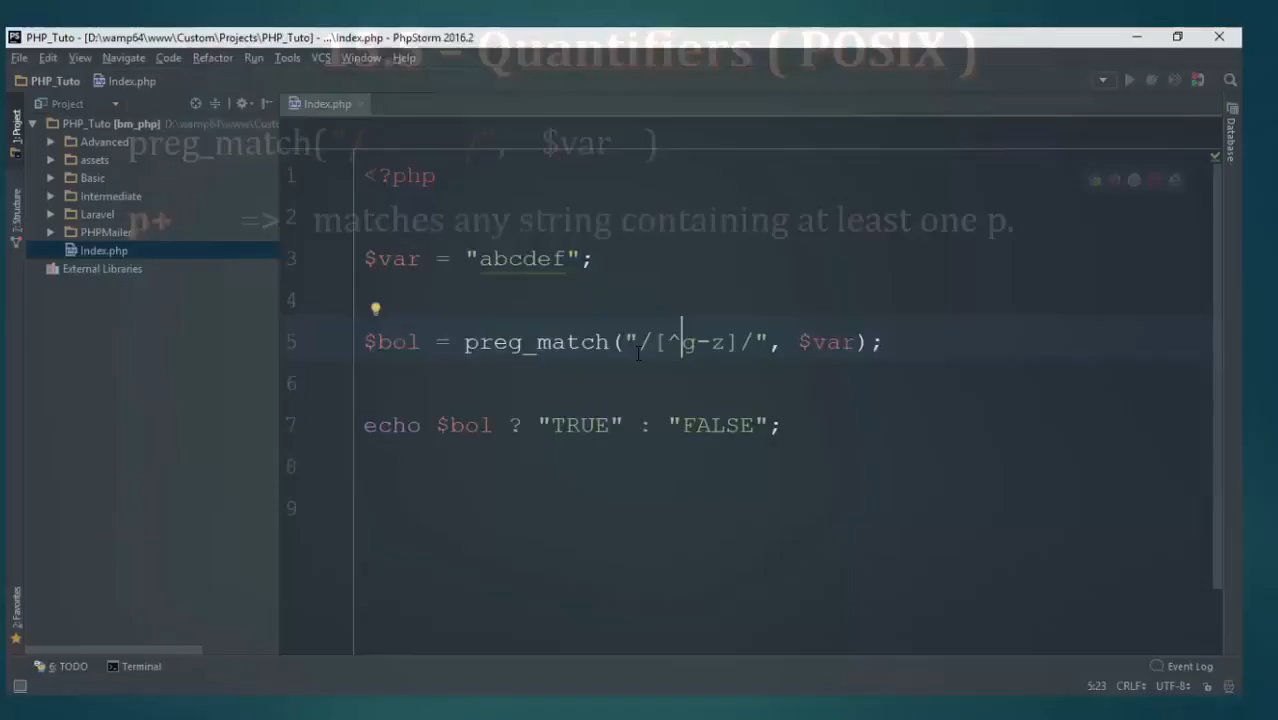 PHP_Tuto - [D:\wamp64\www\Custom\Projects\PHP_Tuto] - ...\Index.php - PhpStorm 2016.2
Quantifiers ( POSIX )
File Edit View Navigate Code Refactor Run Tools VCS Window Help
PHP_Tuto Index.php
Project Index.php
1: Project
Database
PHP_Tuto [bm_php] D:\wamp64\www\Custo
Advanced
preg_match("/ /", $var )
assets
Basic
Intermediate
Laravel
PHPMailer
Index.php
External Libraries
Structure
p+ => matches any string containing at least one p.
1 <?php
2
3 $var = "abcdef";
4
5 $bol = preg_match("/[^g-z]/", $var);
6
7 echo $bol ? "TRUE" : "FALSE";
8
9
Favorites
6: TODO Terminal Event Log
5:23 CRLF UTF-8